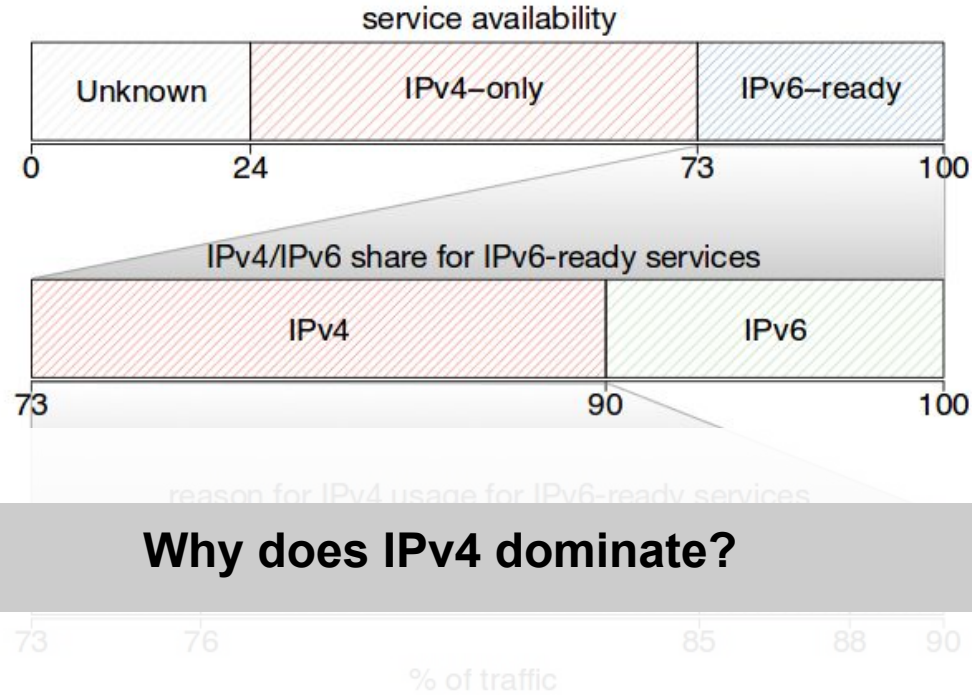 service availability
Unknown IPv4–only IPv6–ready
0 24 73 100
IPv4/IPv6 share for IPv6-ready services
IPv4 IPv6
73 90 100
reason for IPv4 usage for IPv6-ready services
Why does IPv4 dominate?
73 76 85 88 90
% of traffic